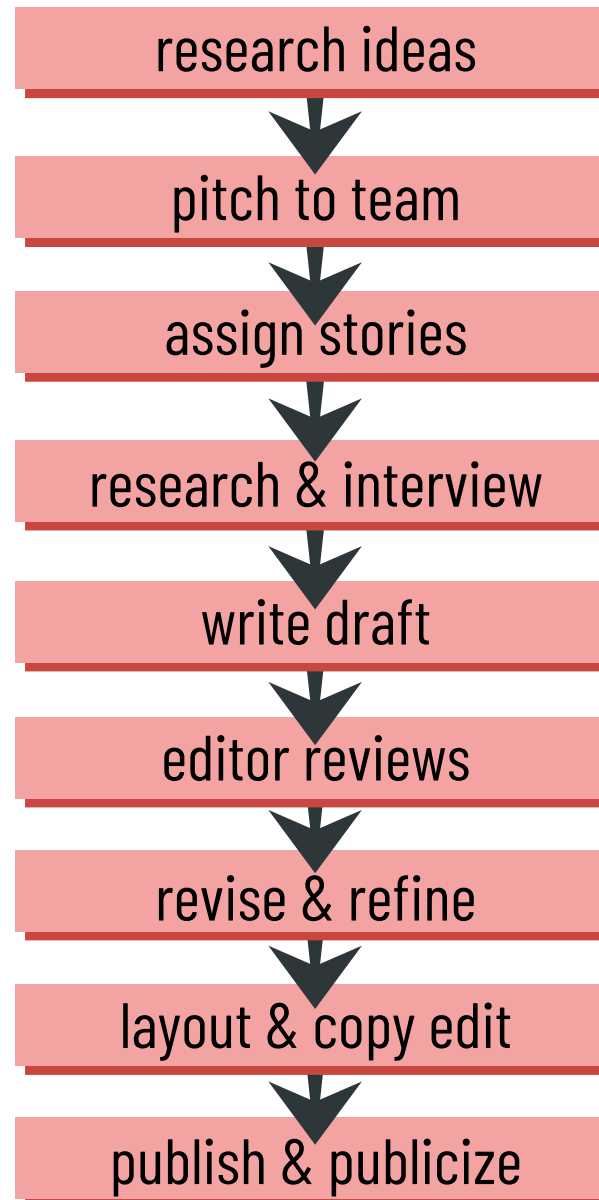 research ideas
pitch to team
assign stories
research & interview
write draft
editor reviews
revise & refine
layout & copy edit
publish & publicize